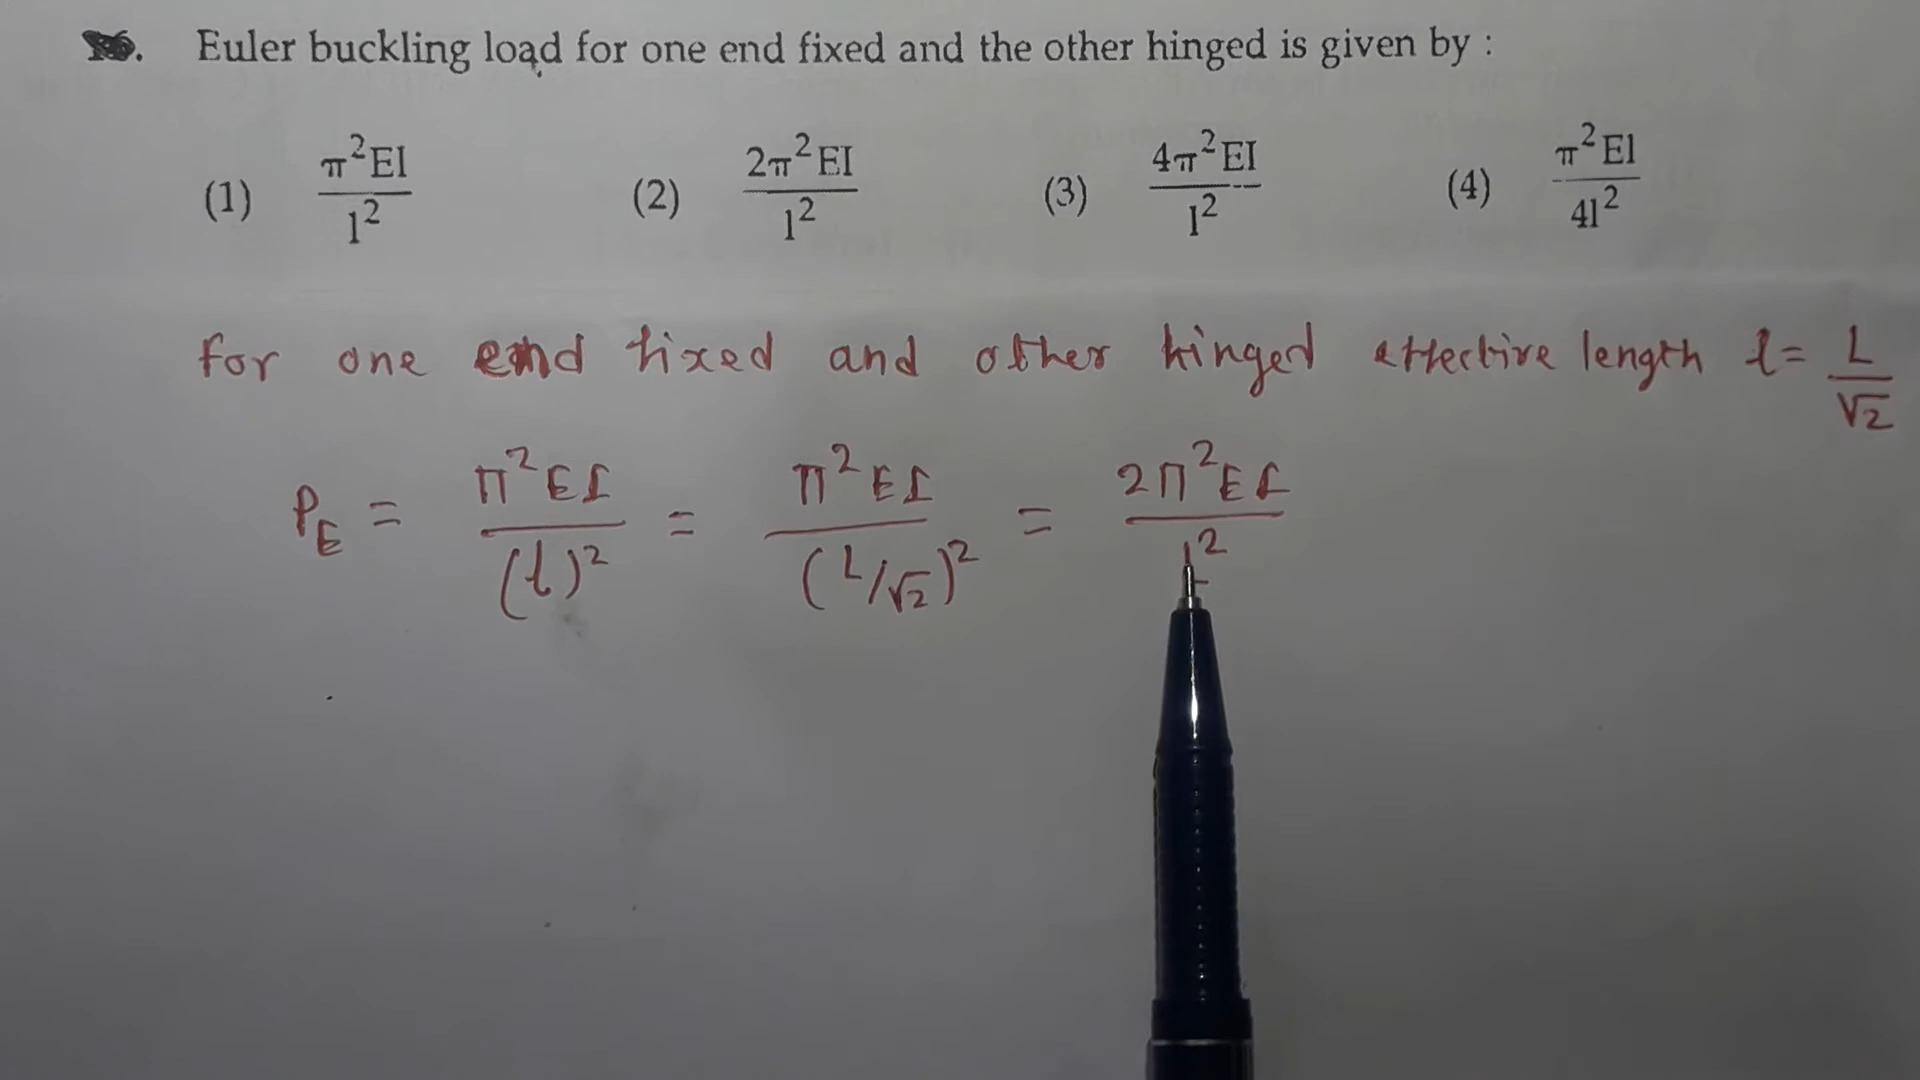 Euler buckling load for one end fixed and the other hinged is given by :
(1) π²EI / l² (2) 2π²EI / l² (3) 4π²EI / l² (4) π²EI / 4l²
for one end fixed and other hinged effective length l = L/√2
P_E = π²EI / (l)² = π²EI / (L/√2)² = 2π²EI / L²